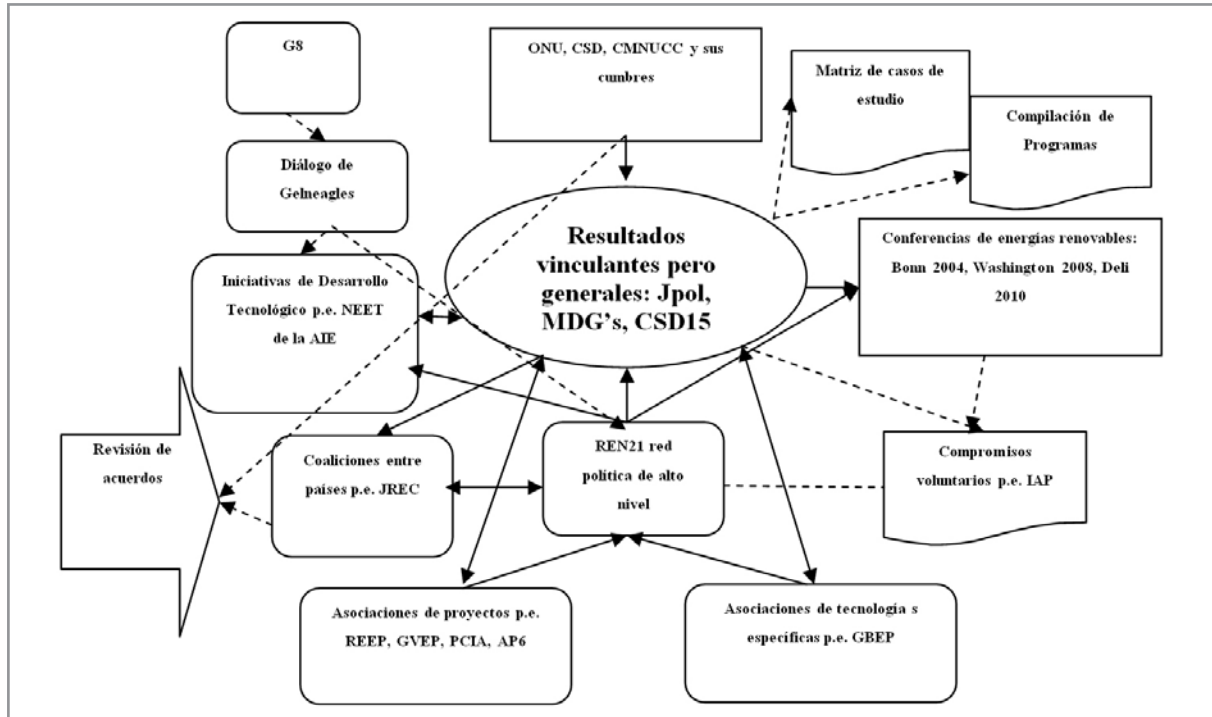 G8
ONU, CSD, CMNUCC y sus
cumbres
Matriz de casos de
estudio
Compilación de
Programas
Diálogo de
Gelneagles
Resultados
vinculantes pero
generales: Jpol,
MDG's, CSD15
Conferencias de energías renovables:
Bonn 2004, Washington 2008, Deli
2010
Iniciativas de Desarrollo
Tecnológico p.e. NEET
de la AIE
Revisión de
acuerdos
Coaliciones entre
países p.e. JREC
REN21 red
política de alto
nivel
Compromisos
voluntarios p.e. IAP
Asociaciones de proyectos p.e.
REEP, GVEP, PCIA, AP6
Asociaciones de tecnología s
específicas p.e. GBEP